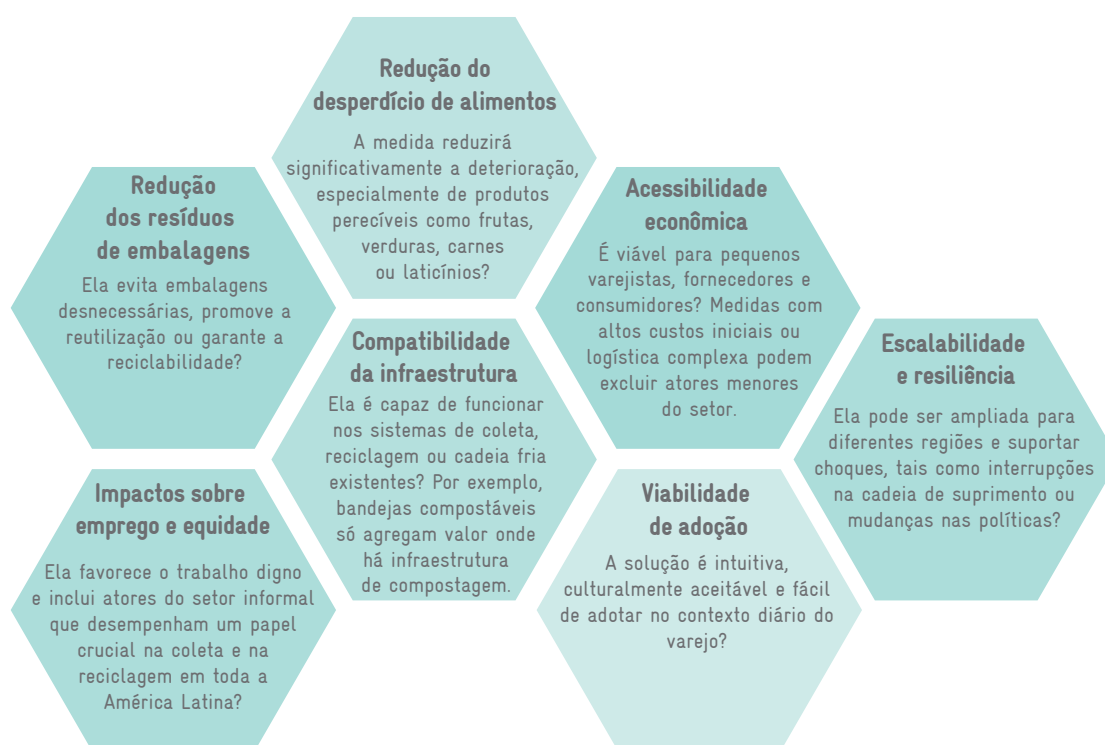 Redução do
desperdício de alimentos
A medida reduzirá
significativamente a deterioração,
especialmente de produtos
perecíveis como frutas,
verduras, carnes
ou laticínios?
Redução
dos resíduos
de embalagens
Ela evita embalagens
desnecessárias, promove a
reutilização ou garante a
reciclabilidade?
Acessibilidade
econômica
É viável para pequenos
varejistas, fornecedores e
consumidores? Medidas com
altos custos iniciais ou
logística complexa podem
excluir atores menores
do setor.
Compatibilidade
da infraestrutura
Ela é capaz de funcionar
nos sistemas de coleta,
reciclagem ou cadeia fria
existentes? Por exemplo,
bandejas compostáveis
só agregam valor onde
há infraestrutura
de compostagem.
Escalabilidade
e resiliência
Ela pode ser ampliada para
diferentes regiões e suportar
choques, tais como interrupções
na cadeia de suprimento ou
mudanças nas políticas?
Impactos sobre
emprego e equidade
Ela favorece o trabalho digno
e inclui atores do setor informal
que desempenham um papel
crucial na coleta e na
reciclagem em toda a
América Latina?
Viabilidade
de adoção
A solução é intuitiva,
culturalmente aceitável e fácil
de adotar no contexto diário do
varejo?